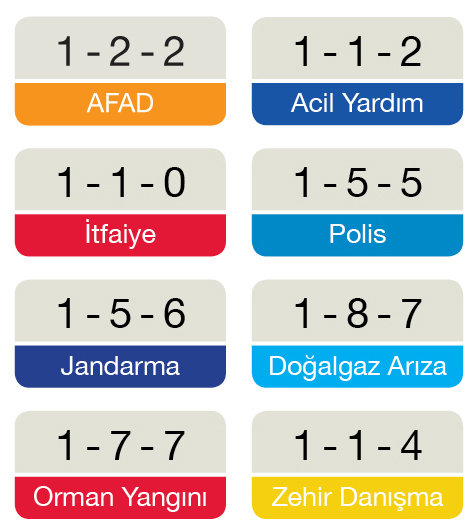 1 - 2 - 2
AFAD
1 - 1 - 2
Acil Yardım
1 - 1 - 0
İtfaiye
1 - 5 - 5
Polis
1 - 5 - 6
Jandarma
1 - 8 - 7
Doğalgaz Arıza
1 - 7 - 7
Orman Yangını
1 - 1 - 4
Zehir Danışma